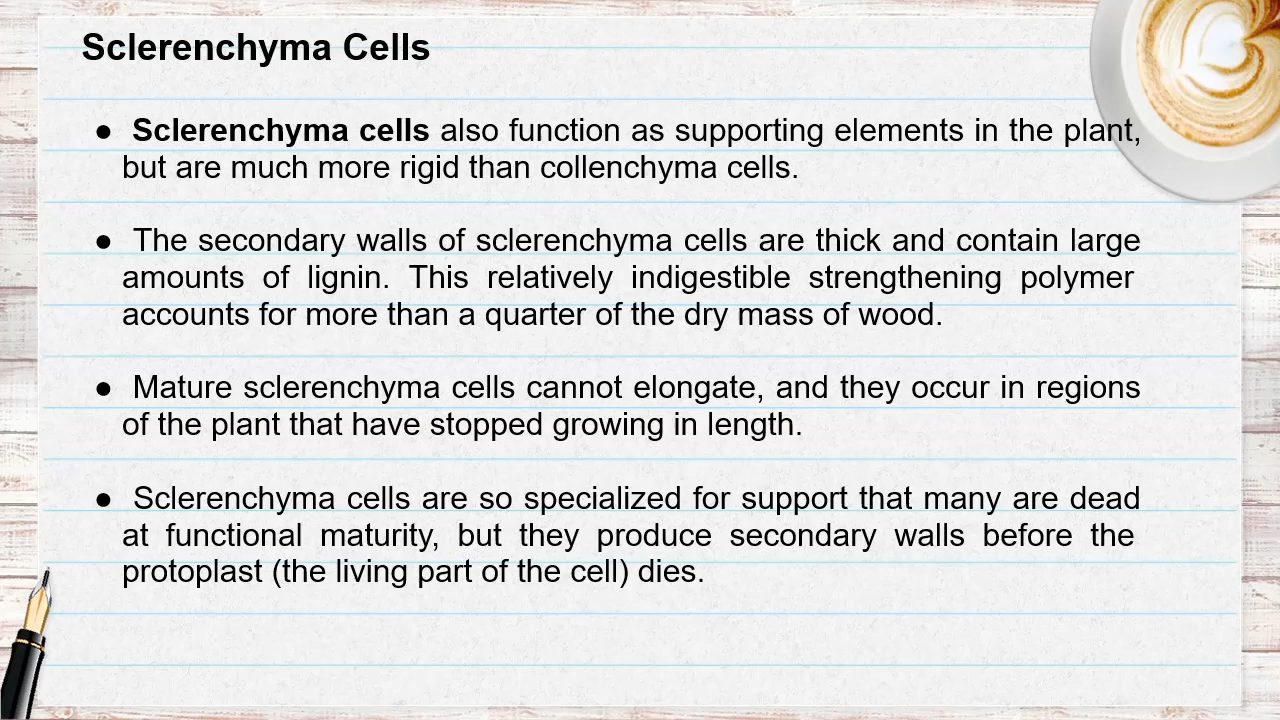 Sclerenchyma Cells
● Sclerenchyma cells also function as supporting elements in the plant,
but are much more rigid than collenchyma cells.
● The secondary walls of sclerenchyma cells are thick and contain large
amounts of lignin. This relatively indigestible strengthening polymer
accounts for more than a quarter of the dry mass of wood.
● Mature sclerenchyma cells cannot elongate, and they occur in regions
of the plant that have stopped growing in length.
● Sclerenchyma cells are so specialized for support that many are dead
at functional maturity, but they produce secondary walls before the
protoplast (the living part of the cell) dies.